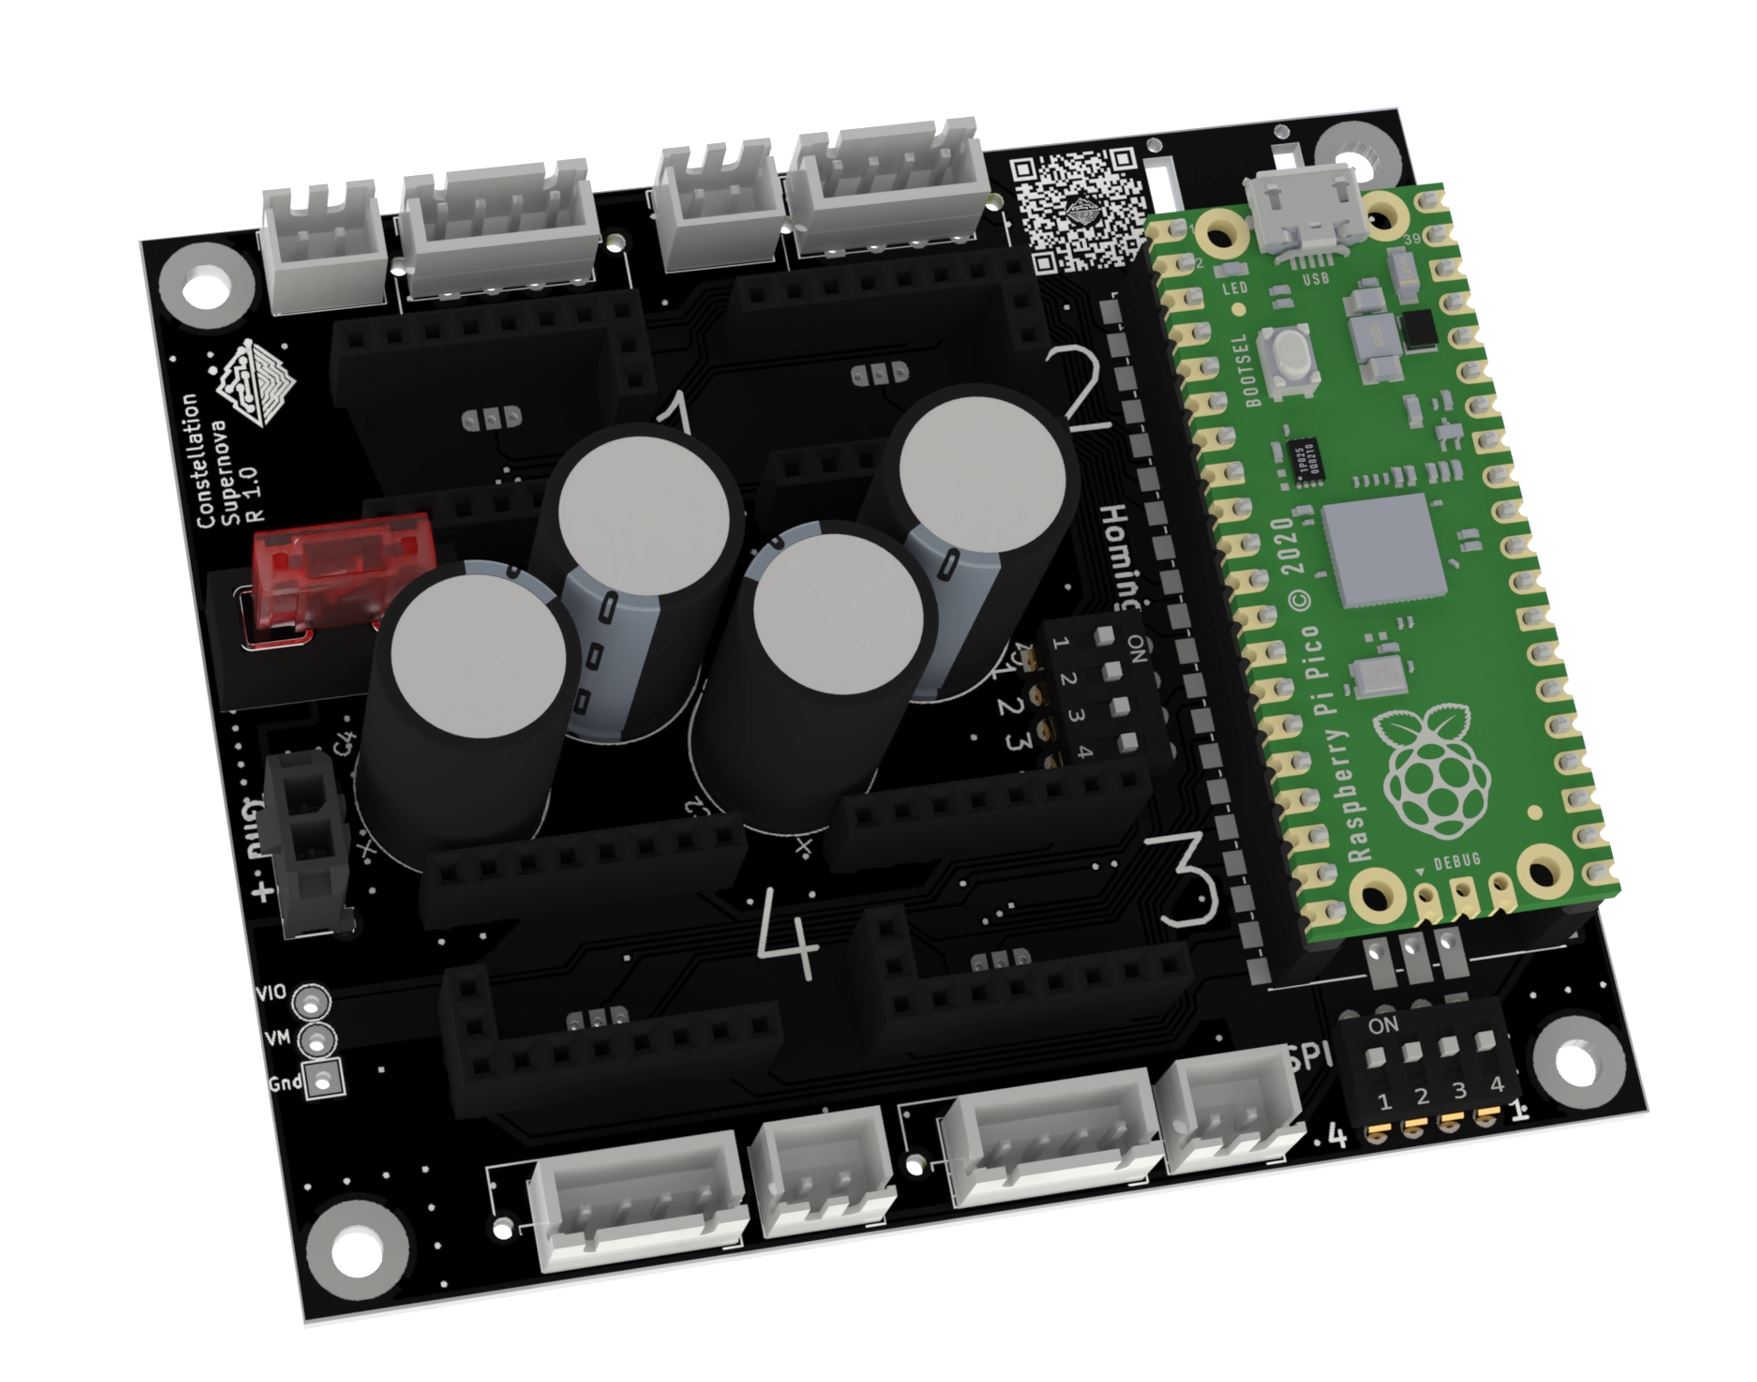 Constellation
Supernova
R 1.0
1
2
3
4
Homing
1 2 3
ON
1 2 3 4
C4
C2
+
VIO
VM
Gnd
SPI
ON
1 2 3 4
4
1
1
2
39
LED
USB
BOOTSEL
Raspberry Pi Pico © 2020
DEBUG